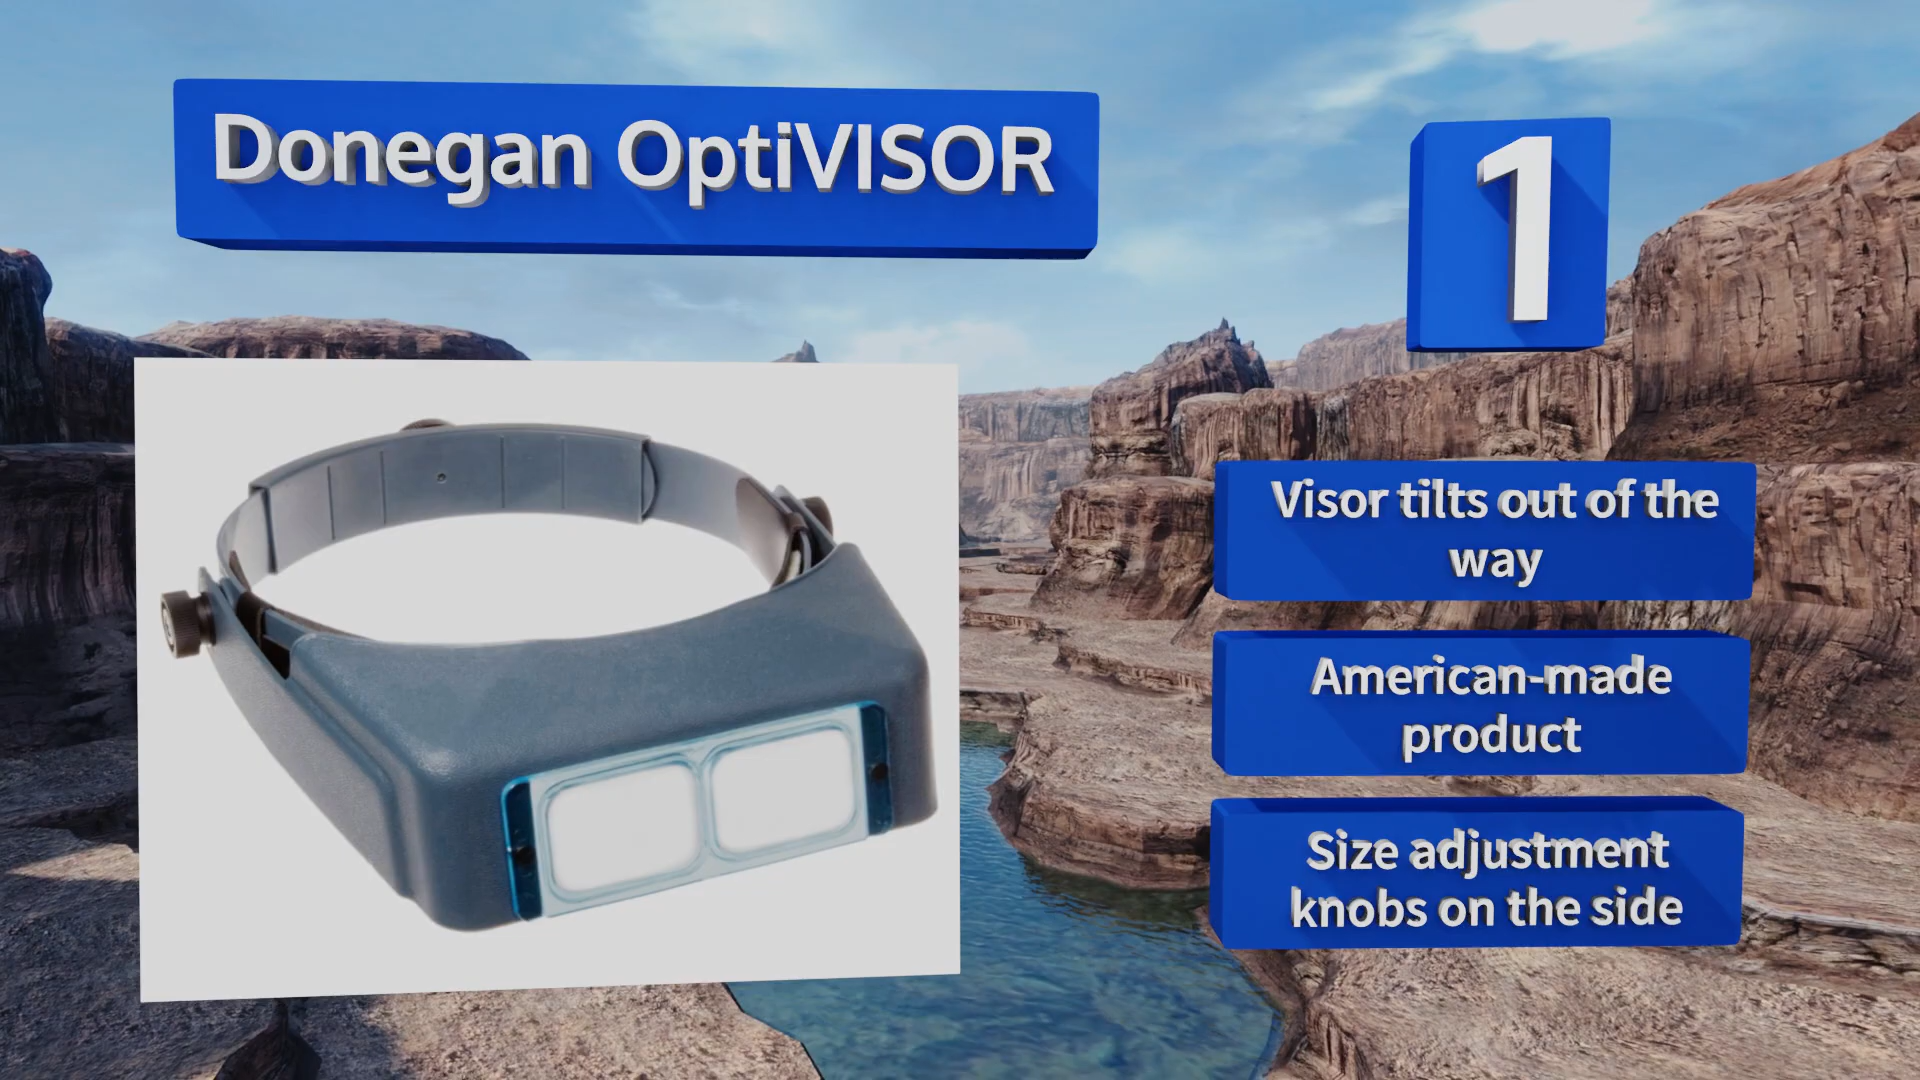 Donegan OptiVISOR
1
Visor tilts out of the
way
American-made
product
Size adjustment
knobs on the side